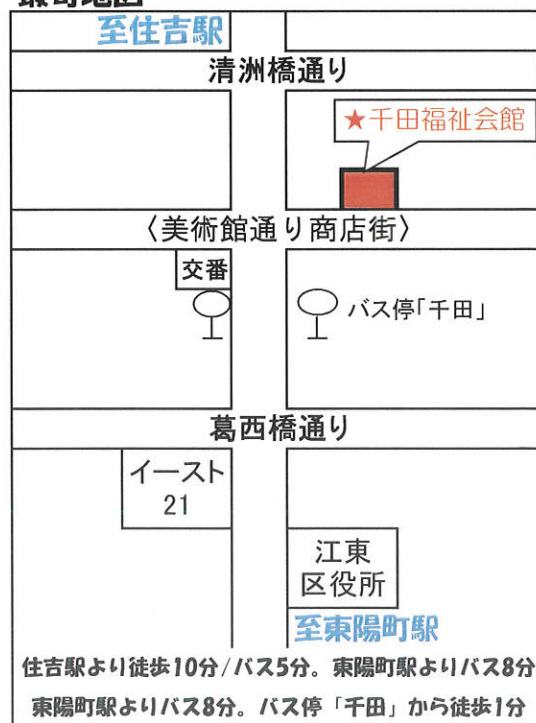 至住吉駅
清洲橋通り
★千田福祉会館
〈美術館通り商店街〉
交番
バス停「千田」
葛西橋通り
イースト
21
江東
区役所
至東陽町駅
住吉駅より徒歩10分/バス5分。東陽町駅よりバス8分
東陽町駅よりバス8分。バス停「千田」から徒歩1分